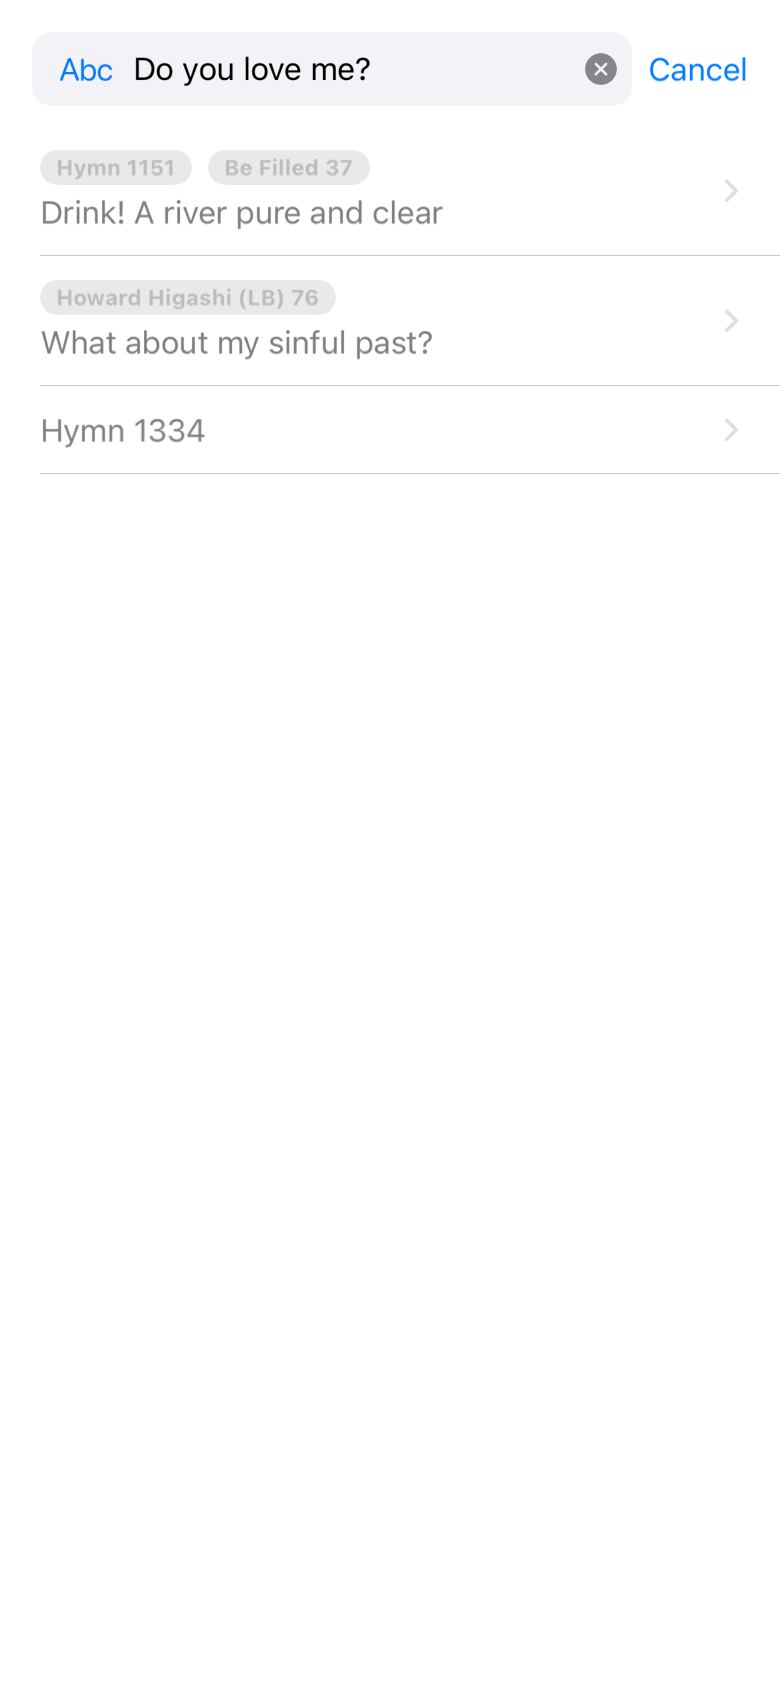 Abc Do you love me? Cancel
Hymn 1151 Be Filled 37
Drink! A river pure and clear
Howard Higashi (LB) 76
What about my sinful past?
Hymn 1334